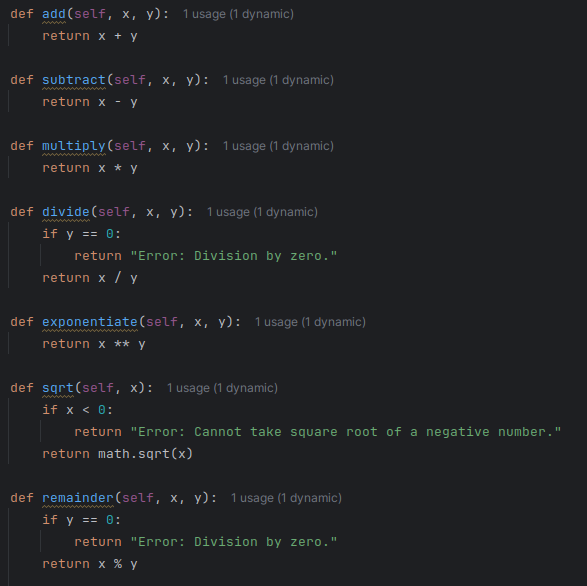 def add(self, x, y): 1 usage (1 dynamic)
    return x + y
def subtract(self, x, y): 1 usage (1 dynamic)
    return x - y
def multiply(self, x, y): 1 usage (1 dynamic)
    return x * y
def divide(self, x, y): 1 usage (1 dynamic)
    if y == 0:
        return "Error: Division by zero."
    return x / y
def exponentiate(self, x, y): 1 usage (1 dynamic)
    return x ** y
def sqrt(self, x): 1 usage (1 dynamic)
    if x < 0:
        return "Error: Cannot take square root of a negative number."
    return math.sqrt(x)
def remainder(self, x, y): 1 usage (1 dynamic)
    if y == 0:
        return "Error: Division by zero."
    return x % y